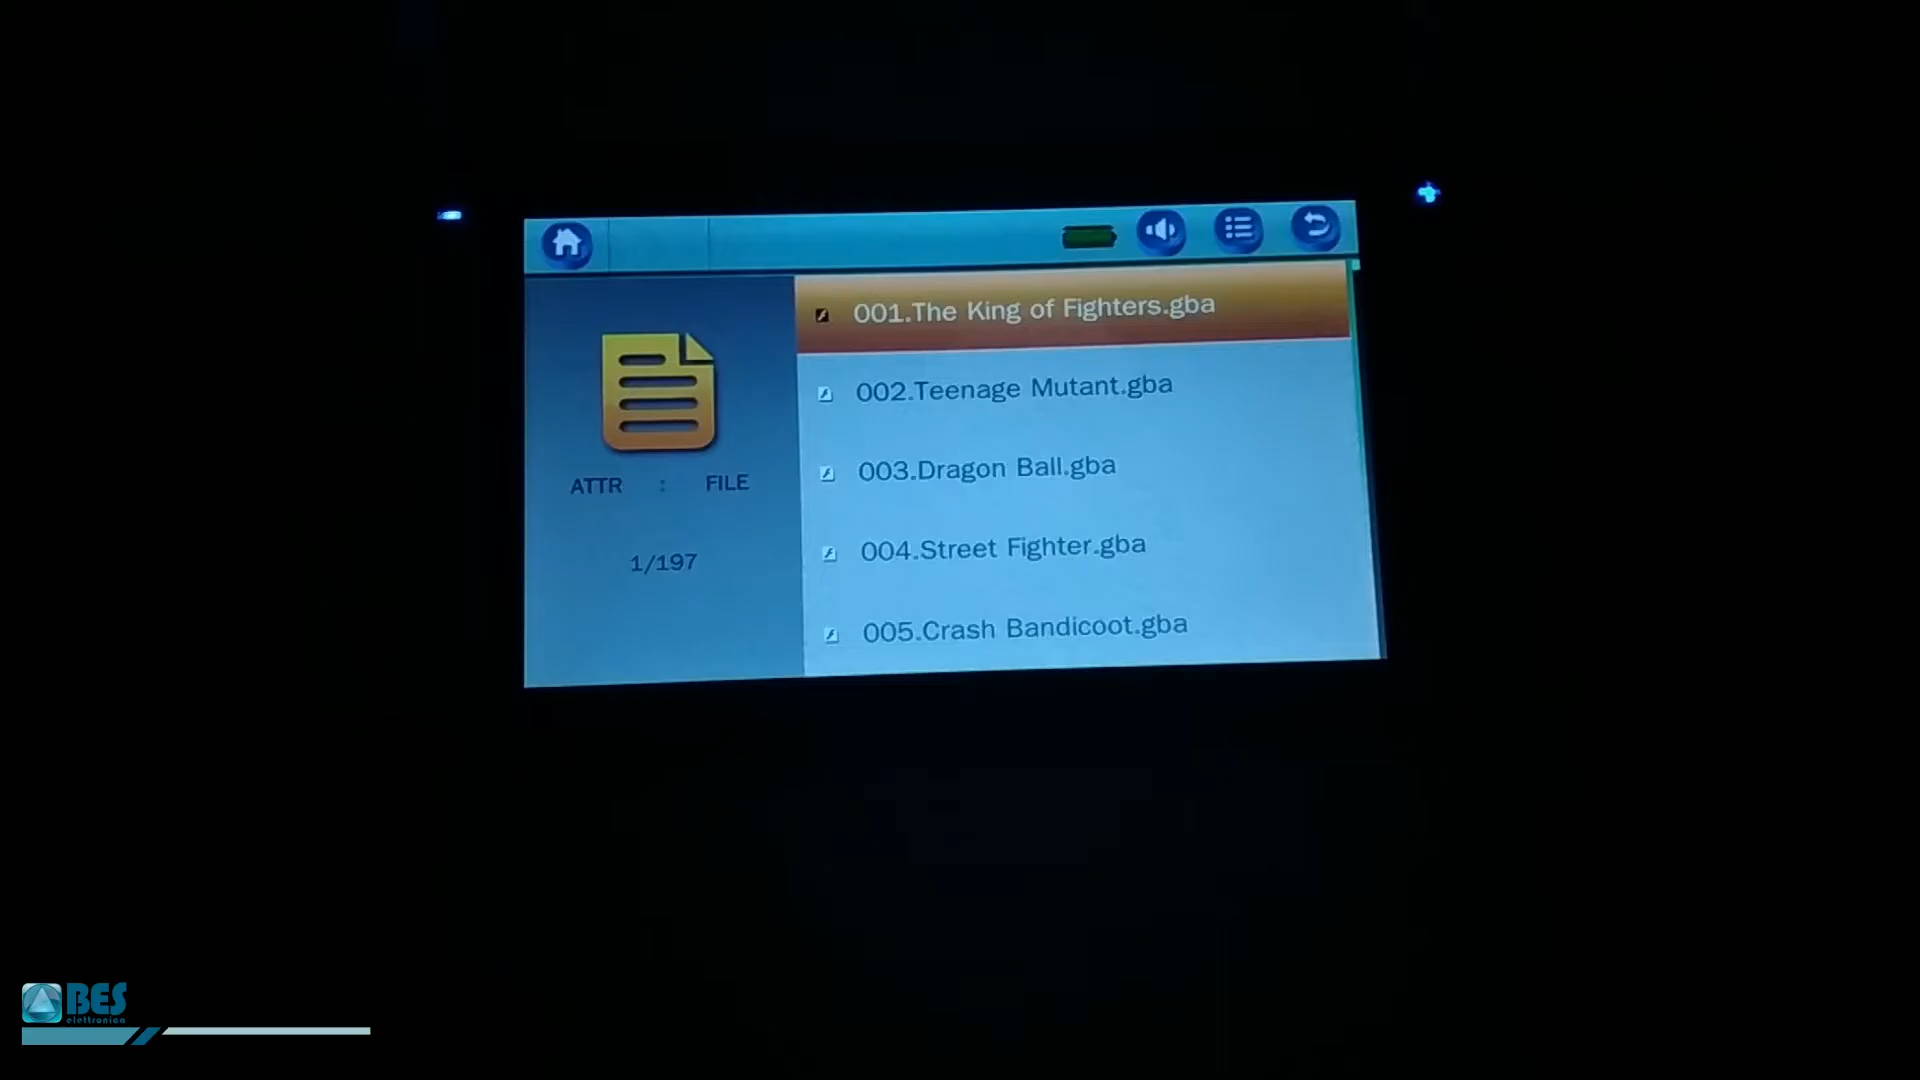 001.The King of Fighters.gba
002.Teenage Mutant.gba
003.Dragon Ball.gba
004.Street Fighter.gba
005.Crash Bandicoot.gba
ATTR : FILE
1/197
BES
elettronica